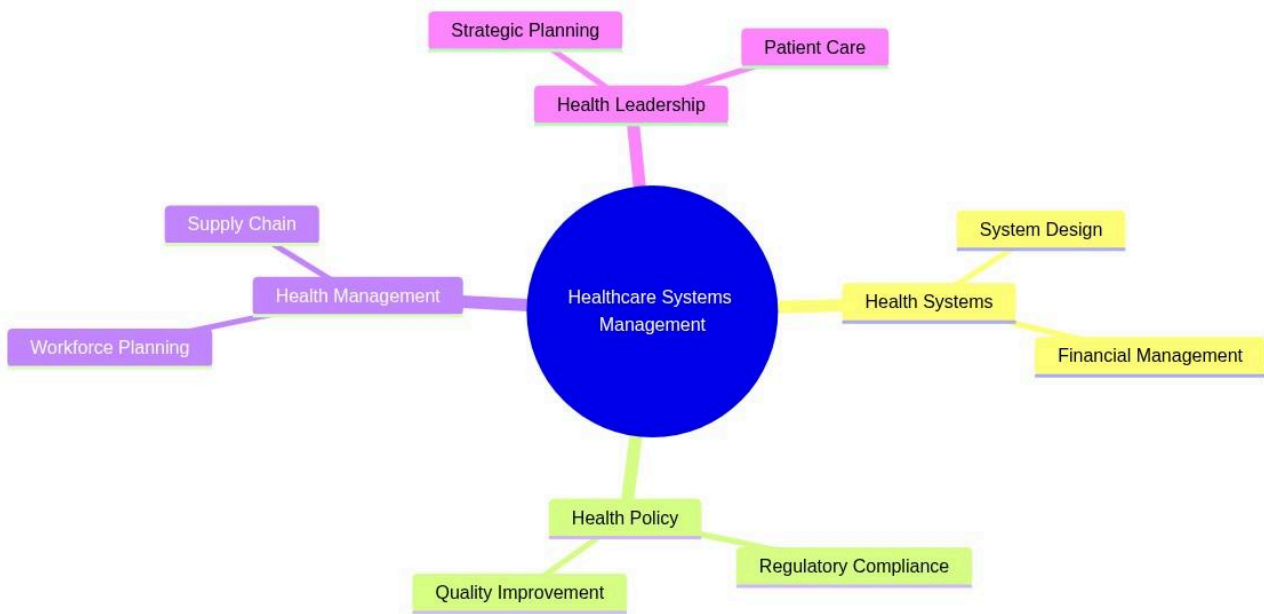 Strategic Planning
Patient Care
Health Leadership
Supply Chain
System Design
Health Management
Healthcare Systems
Management
Health Systems
Workforce Planning
Financial Management
Health Policy
Regulatory Compliance
Quality Improvement